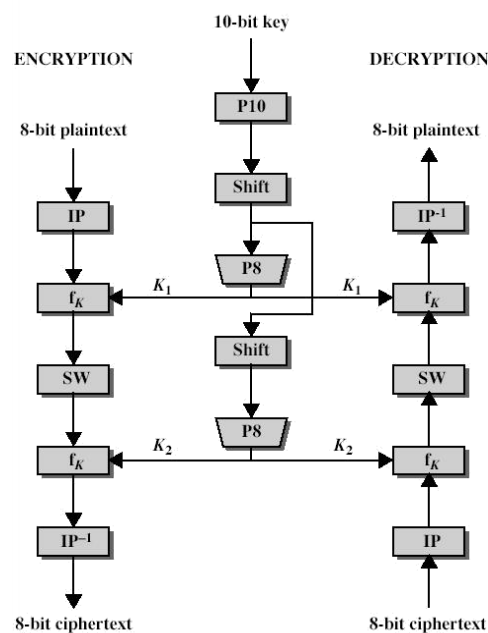 10-bit key
ENCRYPTION
DECRYPTION
P10
8-bit plaintext
8-bit plaintext
Shift
IP
IP-1
P8
K1
K1
fK
fK
Shift
SW
SW
P8
K2
K2
fK
fK
IP–1
IP
8-bit ciphertext
8-bit ciphertext